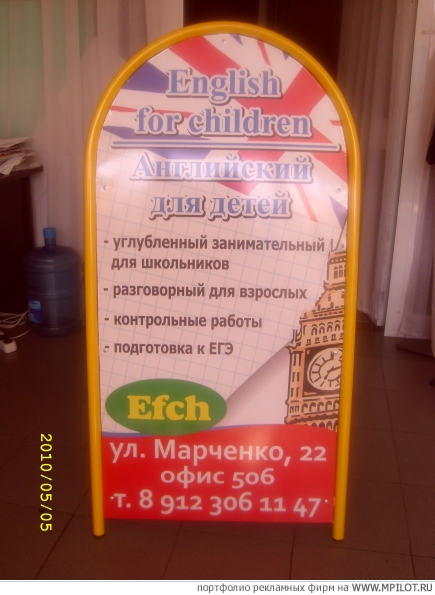 English
for children
Английский
для детей
- углубленный занимательный
для школьников
- разговорный для взрослых
- контрольные работы
- подготовка к ЕГЭ
Efch
ул. Марченко, 22
офис 506
т. 8 912 306 11 47
2010/05/05
портфолио рекламных фирм на WWW.MPILOT.RU